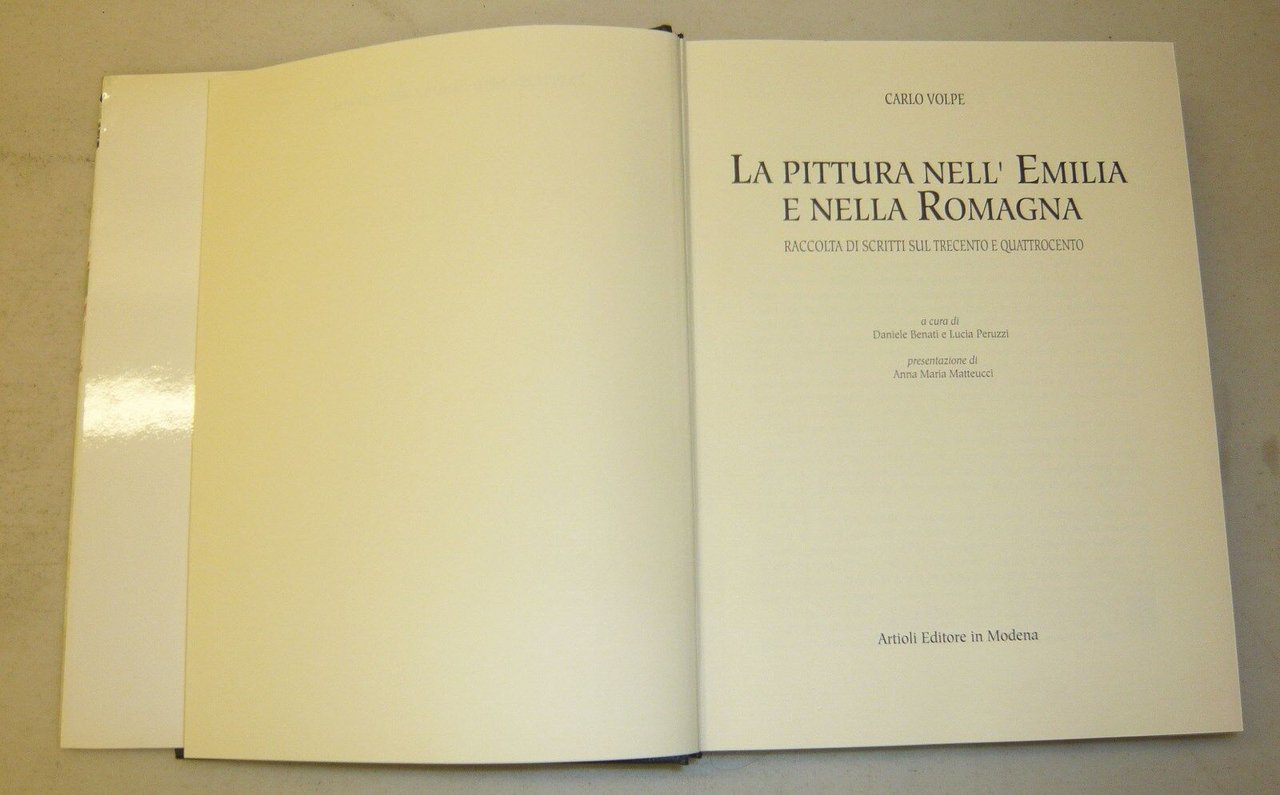 CARLO VOLPE
LA PITTURA NELL' EMILIA
E NELLA ROMAGNA
RACCOLTA DI SCRITTI SUL TRECENTO E QUATTROCENTO
a cura di
Daniele Benati e Lucia Peruzzi
presentazione di
Anna Maria Matteucci
Artioli Editore in Modena